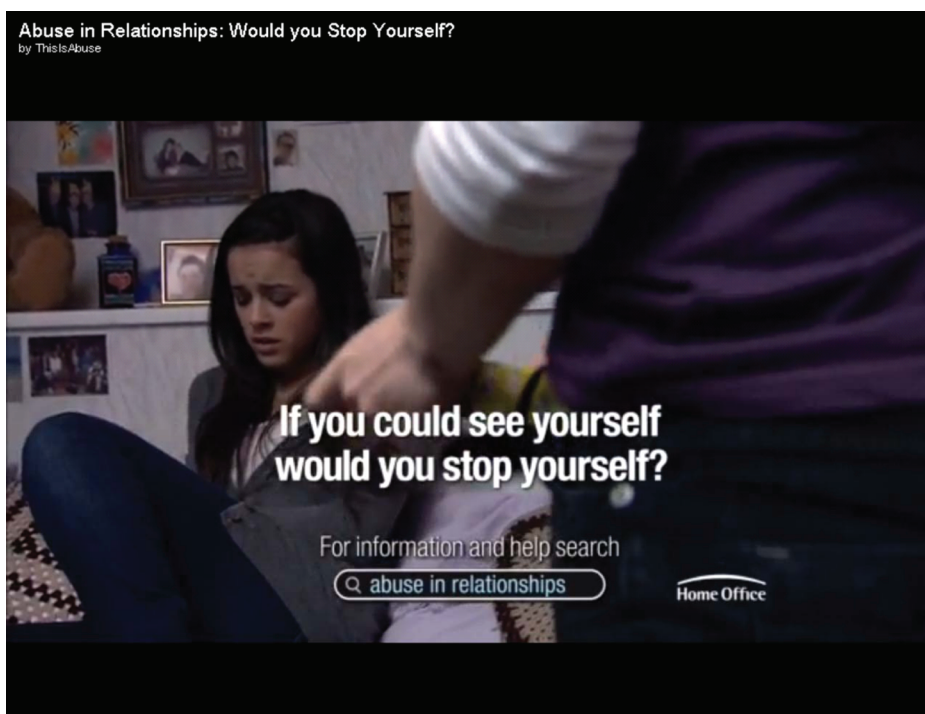 Abuse in Relationships: Would you Stop Yourself?
by ThisIsAbuse
If you could see yourself
would you stop yourself?
For information and help search
abuse in relationships
Home Office